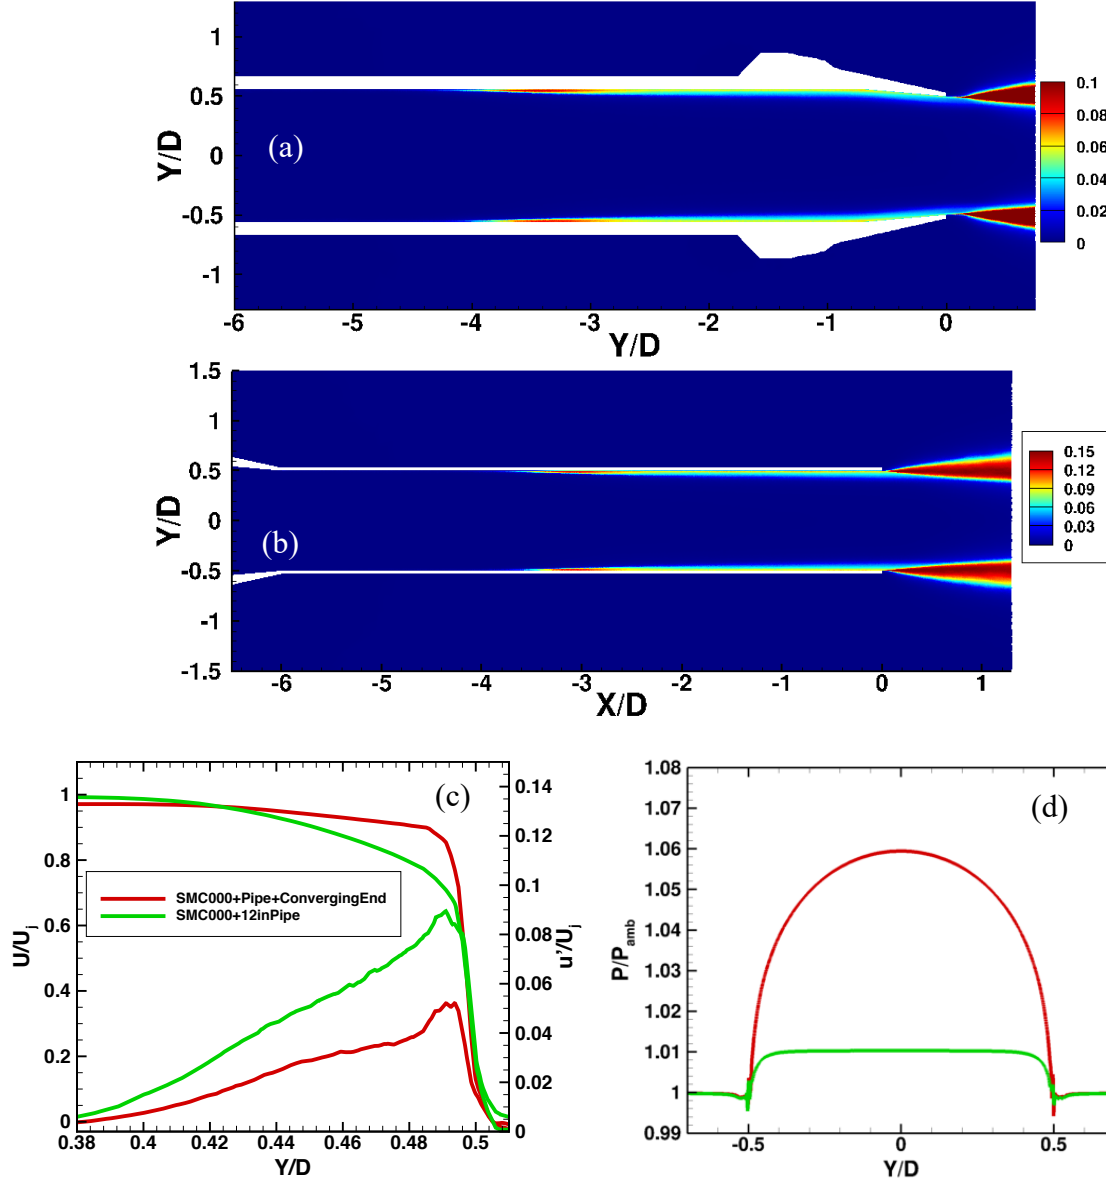 1
0.5
0
-0.5
-1
Y/D
(a)
-6 -5 -4 -3 -2 -1 0
Y/D
0.1
0.08
0.06
0.04
0.02
0
1.5
1
0.5
0
-0.5
-1
-1.5
Y/D
(b)
-6 -5 -4 -3 -2 -1 0 1
X/D
0.15
0.12
0.09
0.06
0.03
0
(c)
1
0.8
0.6
0.4
0.2
0
U/Uj
SMC000+Pipe+ConvergingEnd
SMC000+12inPipe
0.14
0.12
0.1
0.08
0.06
0.04
0.02
0
u'/Uj
0.38 0.4 0.42 0.44 0.46 0.48 0.5
Y/D
(d)
1.08
1.07
1.06
1.05
1.04
1.03
1.02
1.01
1
0.99
P/Pamb
-0.5 0 0.5
Y/D